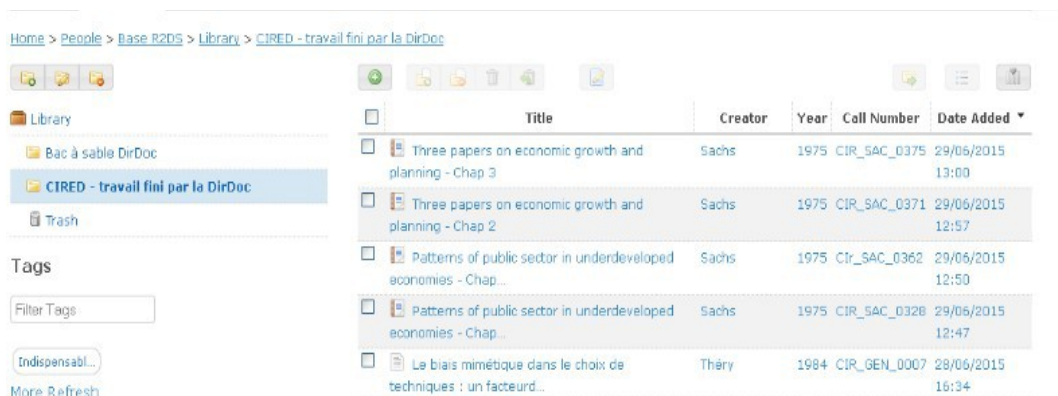 Home > People > Base R2DS > Library > CIRED - travail fini par la DirDoc
Library
Bac à sable DirDoc
CIRED - travail fini par la DirDoc
Trash
Tags
Filter Tags
Indispensabl...
More Refresh
Title Creator Year Call Number Date Added
Three papers on economic growth and Sachs 1975 CIR_SAC_0375 29/06/2015
planning - Chap 3 13:00
Three papers on economic growth and Sachs 1975 CIR_SAC_0371 29/06/2015
planning - Chap 2 12:57
Patterns of public sector in underdeveloped Sachs 1975 CIr_SAC_0362 29/06/2015
economies - Chap... 12:50
Patterns of public sector in underdeveloped Sachs 1975 CIR_SAC_0328 29/06/2015
economies - Chap... 12:47
Le biais mimétique dans le choix de Théry 1984 CIR_GEN_0007 28/06/2015
techniques : un facteurd... 16:34